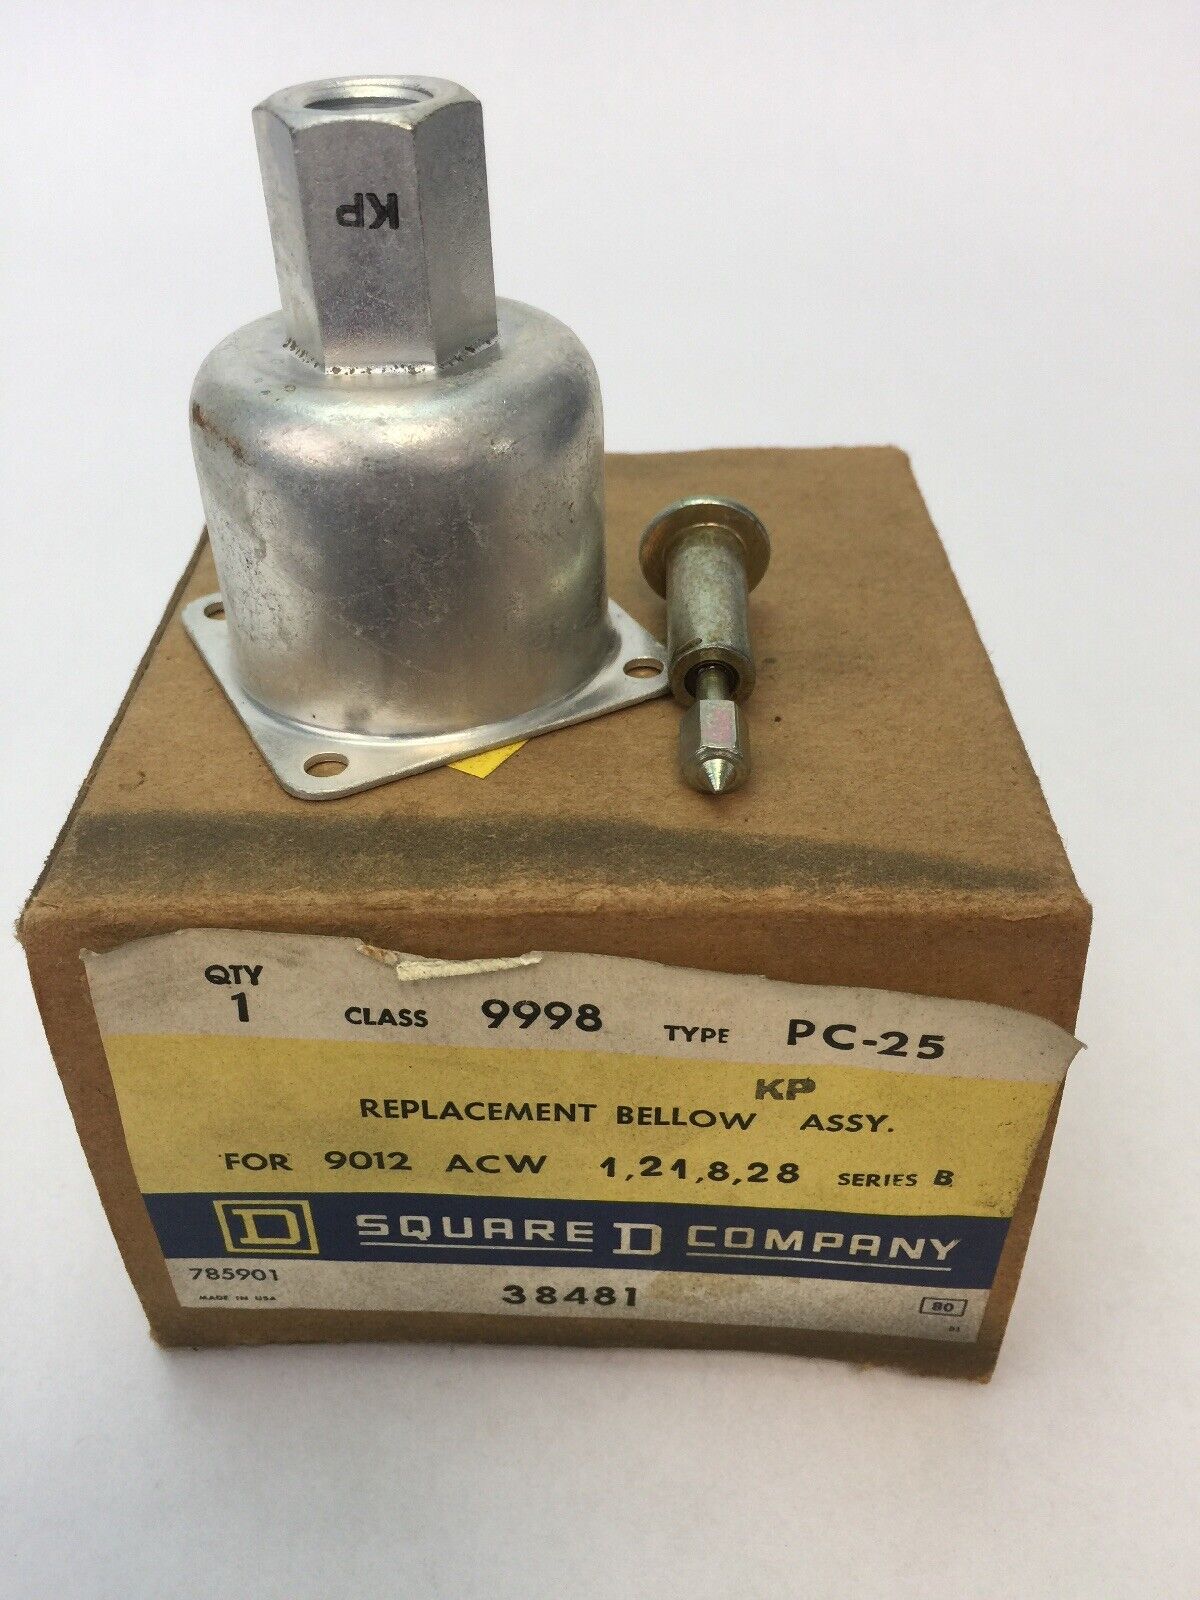 KP
QTY
1 CLASS 9998 TYPE PC-25
KP
REPLACEMENT BELLOW ASSY.
FOR 9012 ACW 1,21,8,28 SERIES B
D SQUARE D COMPANY
785901
MADE IN USA 38481 80